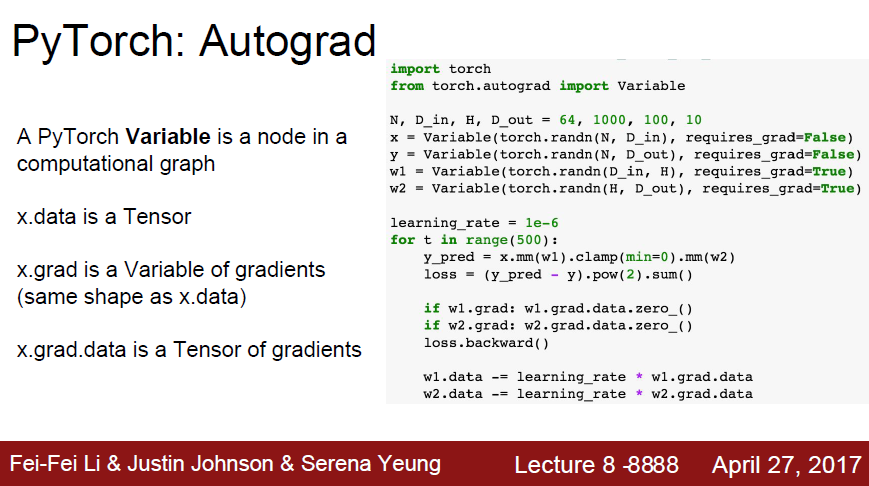 PyTorch: Autograd
A PyTorch Variable is a node in a
computational graph
x.data is a Tensor
x.grad is a Variable of gradients
(same shape as x.data)
x.grad.data is a Tensor of gradients
import torch
from torch.autograd import Variable
N, D_in, H, D_out = 64, 1000, 100, 10
x = Variable(torch.randn(N, D_in), requires_grad=False)
y = Variable(torch.randn(N, D_out), requires_grad=False)
w1 = Variable(torch.randn(D_in, H), requires_grad=True)
w2 = Variable(torch.randn(H, D_out), requires_grad=True)
learning_rate = 1e-6
for t in range(500):
    y_pred = x.mm(w1).clamp(min=0).mm(w2)
    loss = (y_pred - y).pow(2).sum()
    if w1.grad: w1.grad.data.zero_()
    if w2.grad: w2.grad.data.zero_()
    loss.backward()
    w1.data -= learning_rate * w1.grad.data
    w2.data -= learning_rate * w2.grad.data
Fei-Fei Li & Justin Johnson & Serena Yeung
Lecture 8 -8888
April 27, 2017